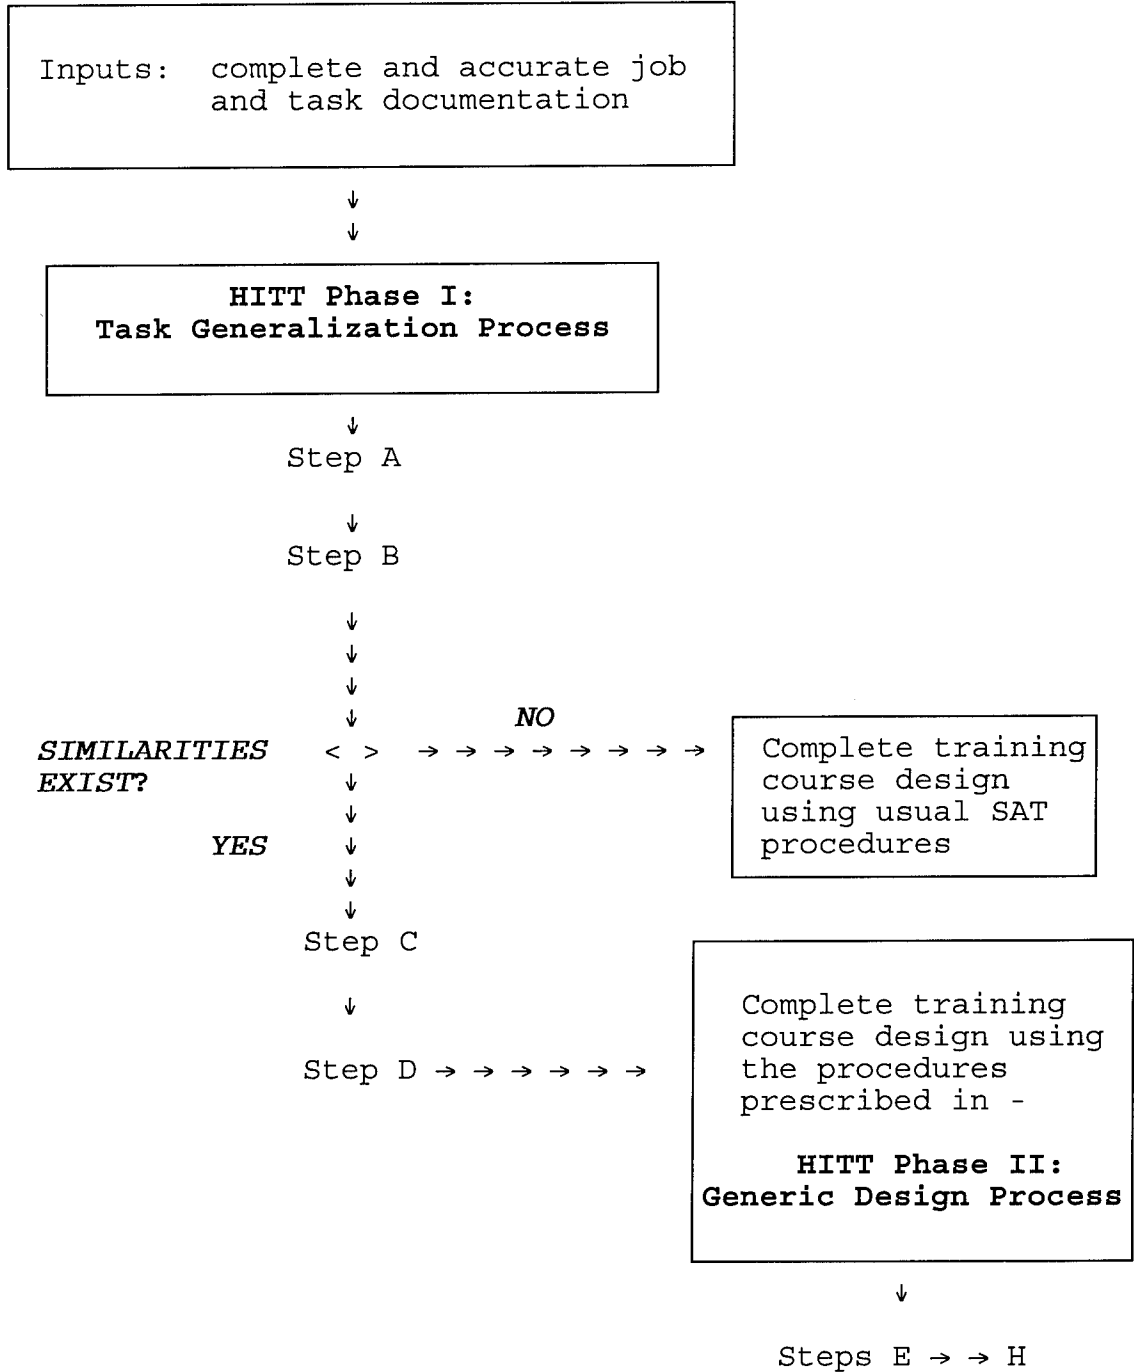 Inputs: complete and accurate job
and task documentation
↓
↓
HITT Phase I:
Task Generalization Process
↓
Step A
↓
Step B
↓
↓
↓
↓
NO
SIMILARITIES < > → → → → → → → →
EXIST?
↓
↓
YES ↓
↓
↓
Complete training
course design
using usual SAT
procedures
Step C
↓
Step D → → → → → →
Complete training
course design using
the procedures
prescribed in -
HITT Phase II:
Generic Design Process
↓
Steps E → → H